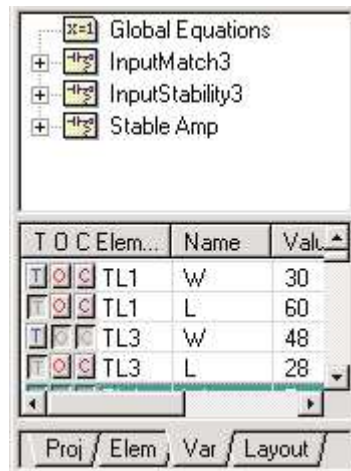 x=1 Global Equations
InputMatch3
InputStability3
Stable Amp
T O C Elem... Name Valu
T O C TL1 W 30
T O C TL1 L 60
T O C TL3 W 48
T O C TL3 L 28
Proj Elem Var Layout